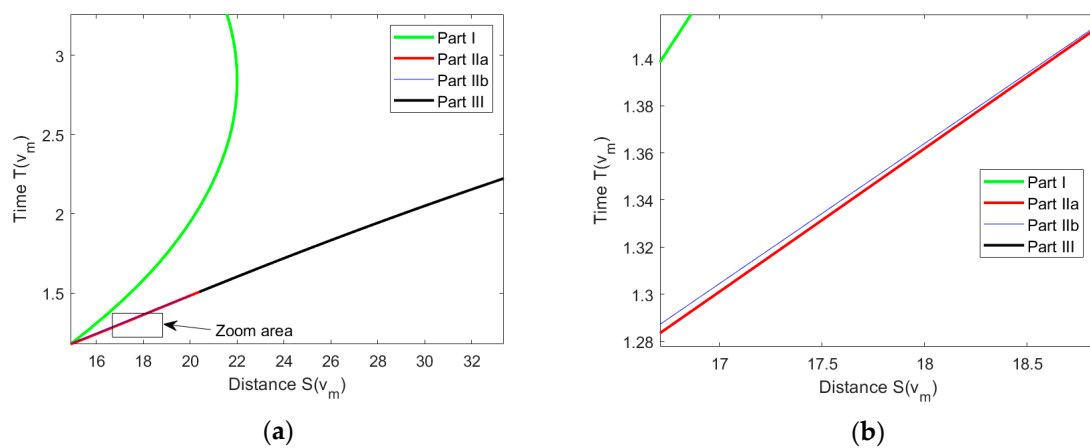 3
2.5
2
1.5
Time T(v_m)
16 18 20 22 24 26 28 30 32
Distance S(v_m)
Part I
Part IIa
Part IIb
Part III
Zoom area
(a)
1.4
1.38
1.36
1.34
1.32
1.3
1.28
Time T(v_m)
17 17.5 18 18.5
Distance S(v_m)
Part I
Part IIa
Part IIb
Part III
(b)